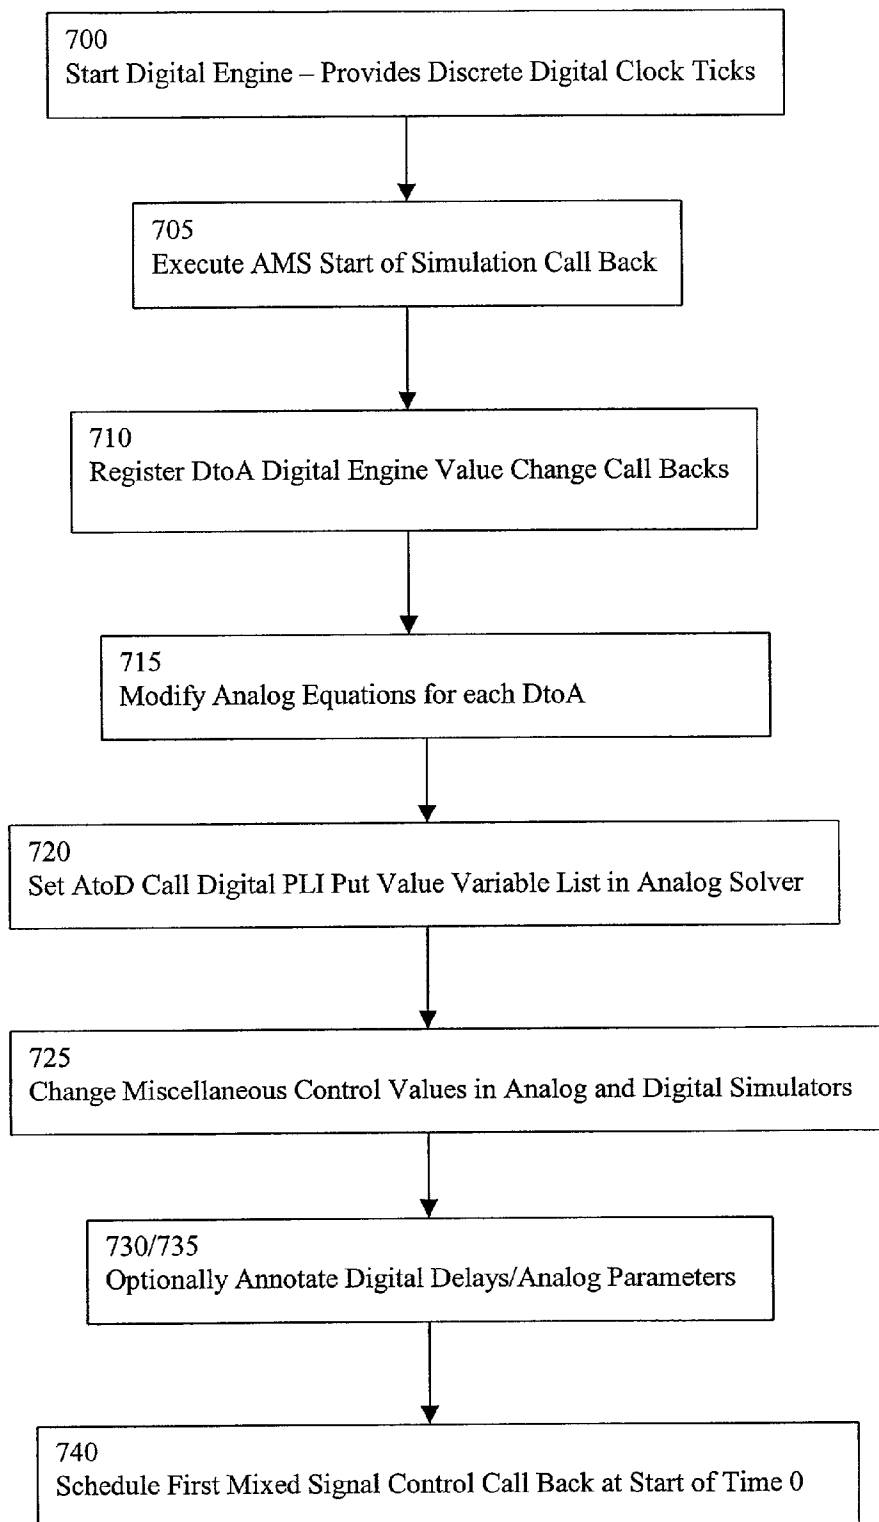 700
Start Digital Engine – Provides Discrete Digital Clock Ticks
705
Execute AMS Start of Simulation Call Back
710
Register DtoA Digital Engine Value Change Call Backs
715
Modify Analog Equations for each DtoA
720
Set AtoD Call Digital PLI Put Value Variable List in Analog Solver
725
Change Miscellaneous Control Values in Analog and Digital Simulators
730/735
Optionally Annotate Digital Delays/Analog Parameters
740
Schedule First Mixed Signal Control Call Back at Start of Time 0